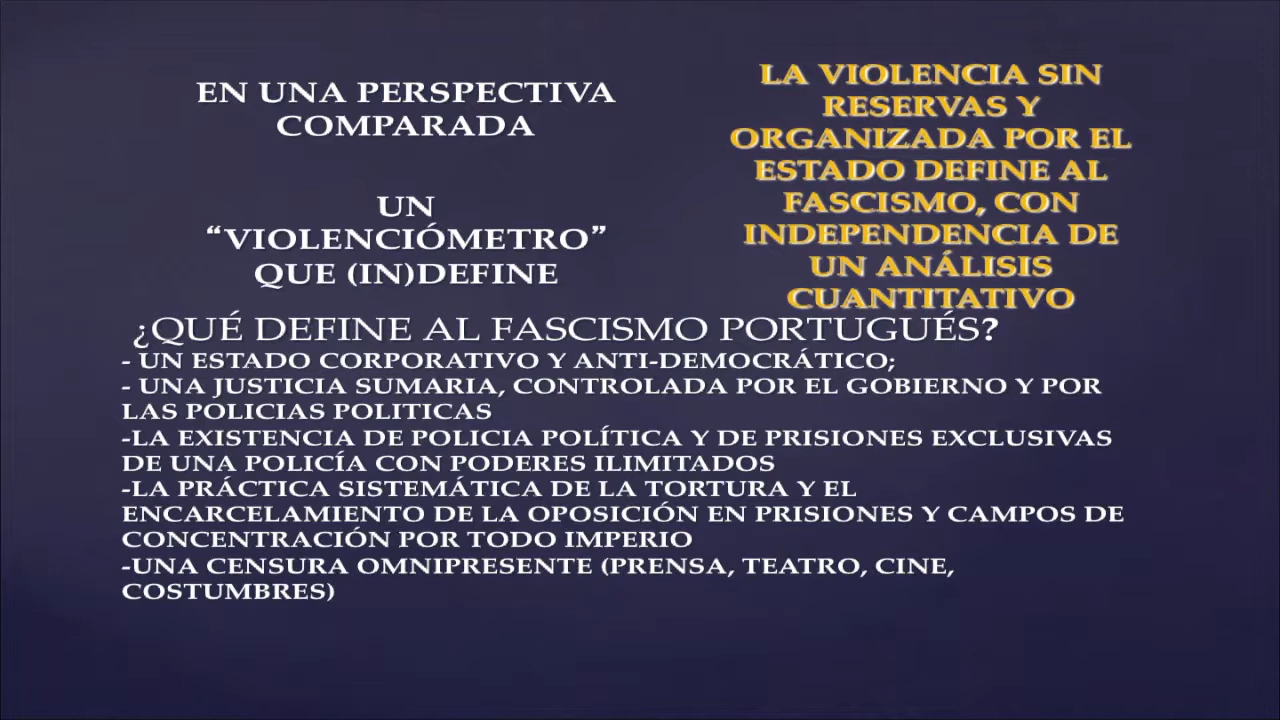 EN UNA PERSPECTIVA
COMPARADA
UN
“VIOLENCIÓMETRO”
QUE (IN)DEFINE
LA VIOLENCIA SIN
RESERVAS Y
ORGANIZADA POR EL
ESTADO DEFINE AL
FASCISMO, CON
INDEPENDENCIA DE
UN ANÁLISIS
CUANTITATIVO
¿QUÉ DEFINE AL FASCISMO PORTUGUÉS?
- UN ESTADO CORPORATIVO Y ANTI-DEMOCRÁTICO;
- UNA JUSTICIA SUMARIA, CONTROLADA POR EL GOBIERNO Y POR
LAS POLICIAS POLITICAS
-LA EXISTENCIA DE POLICIA POLÍTICA Y DE PRISIONES EXCLUSIVAS
DE UNA POLICÍA CON PODERES ILIMITADOS
-LA PRÁCTICA SISTEMÁTICA DE LA TORTURA Y EL
ENCARCELAMIENTO DE LA OPOSICIÓN EN PRISIONES Y CAMPOS DE
CONCENTRACIÓN POR TODO IMPERIO
-UNA CENSURA OMNIPRESENTE (PRENSA, TEATRO, CINE,
COSTUMBRES)